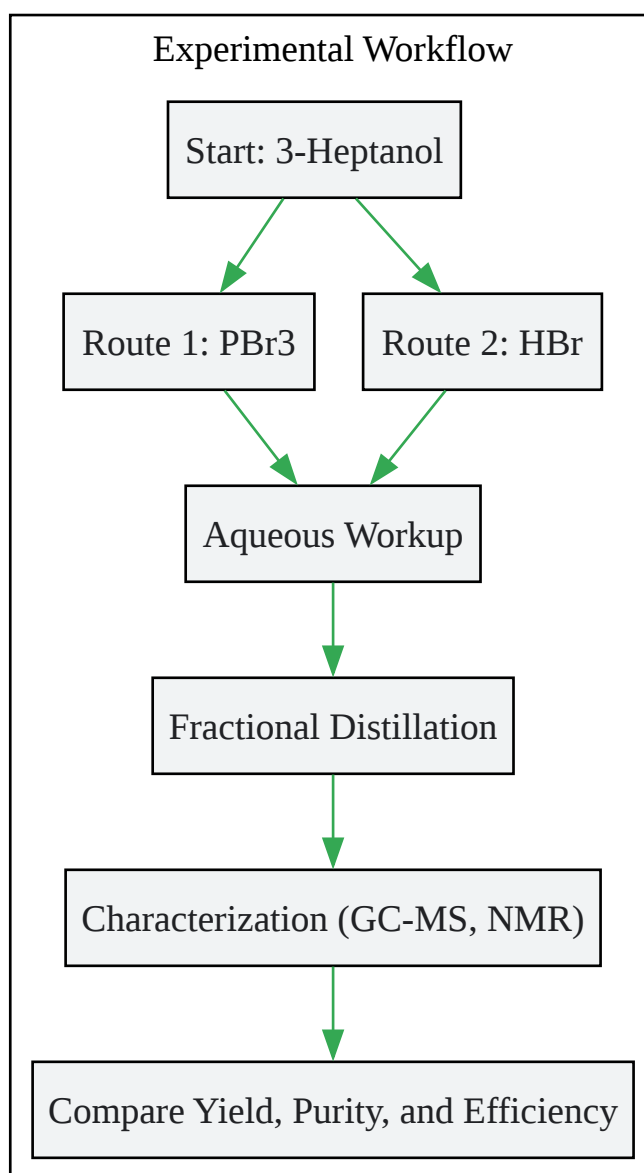 Experimental Workflow
Start: 3-Heptanol
Route 1: PBr3
Route 2: HBr
Aqueous Workup
Fractional Distillation
Characterization (GC-MS, NMR)
Compare Yield, Purity, and Efficiency